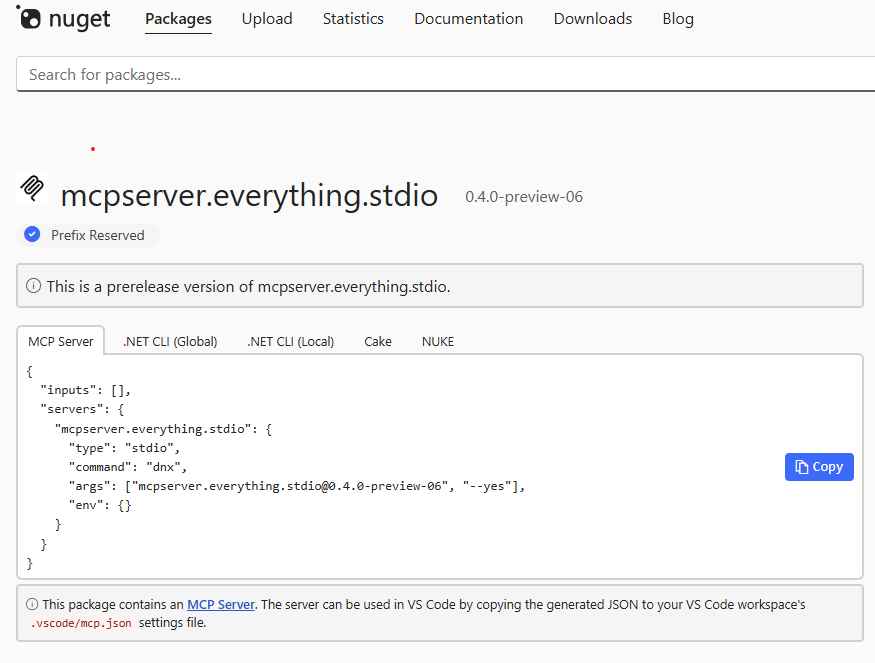 nuget Packages Upload Statistics Documentation Downloads Blog
Search for packages...
mcpserver.everything.stdio 0.4.0-preview-06
Prefix Reserved
This is a prerelease version of mcpserver.everything.stdio.
MCP Server .NET CLI (Global) .NET CLI (Local) Cake NUKE
{
  "inputs": [],
  "servers": {
    "mcpserver.everything.stdio": {
      "type": "stdio",
      "command": "dnx",
Copy
      "args": ["mcpserver.everything.stdio@0.4.0-preview-06", "--yes"],
      "env": {}
    }
  }
}
This package contains an MCP Server. The server can be used in VS Code by copying the generated JSON to your VS Code workspace's
.vscode/mcp.json settings file.